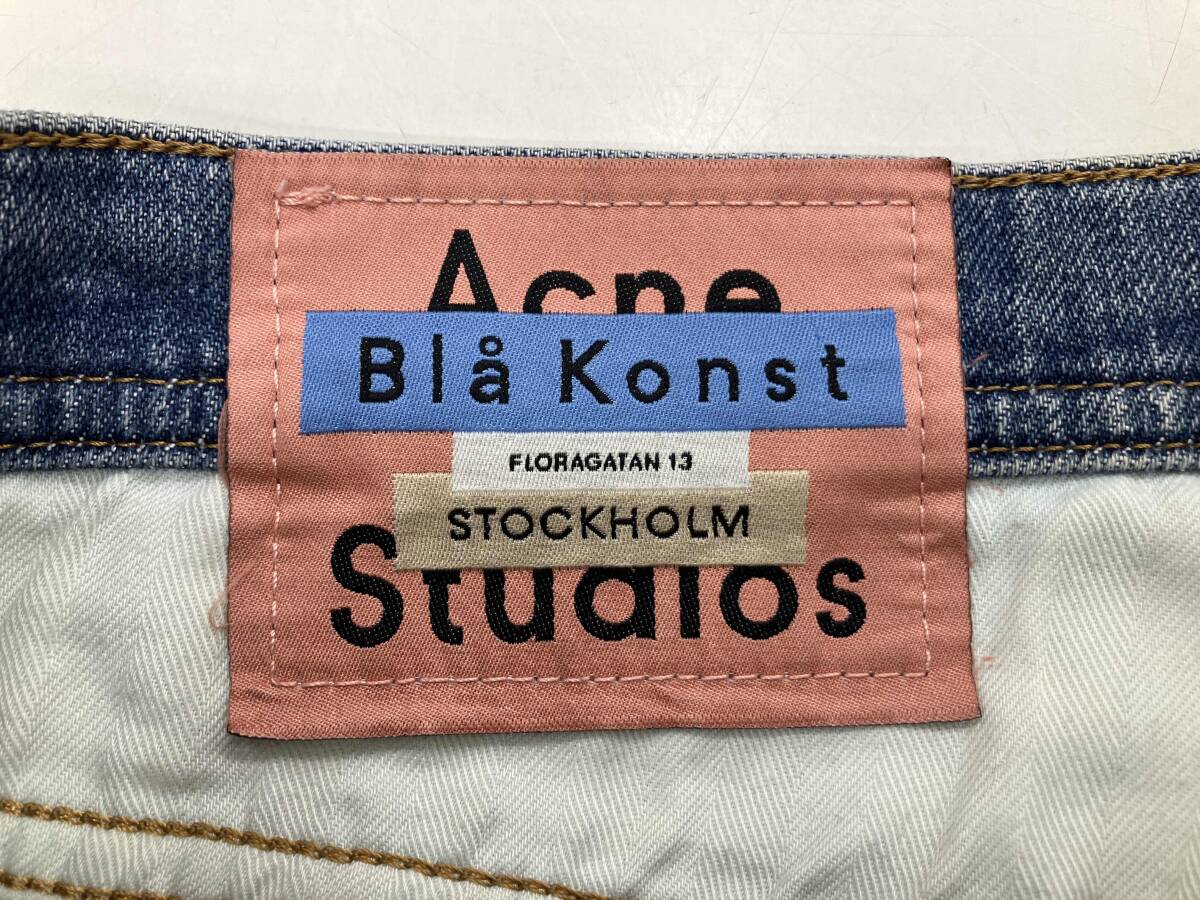 Acne
Blå Konst
FLORAGATAN 13
STOCKHOLM
Studios